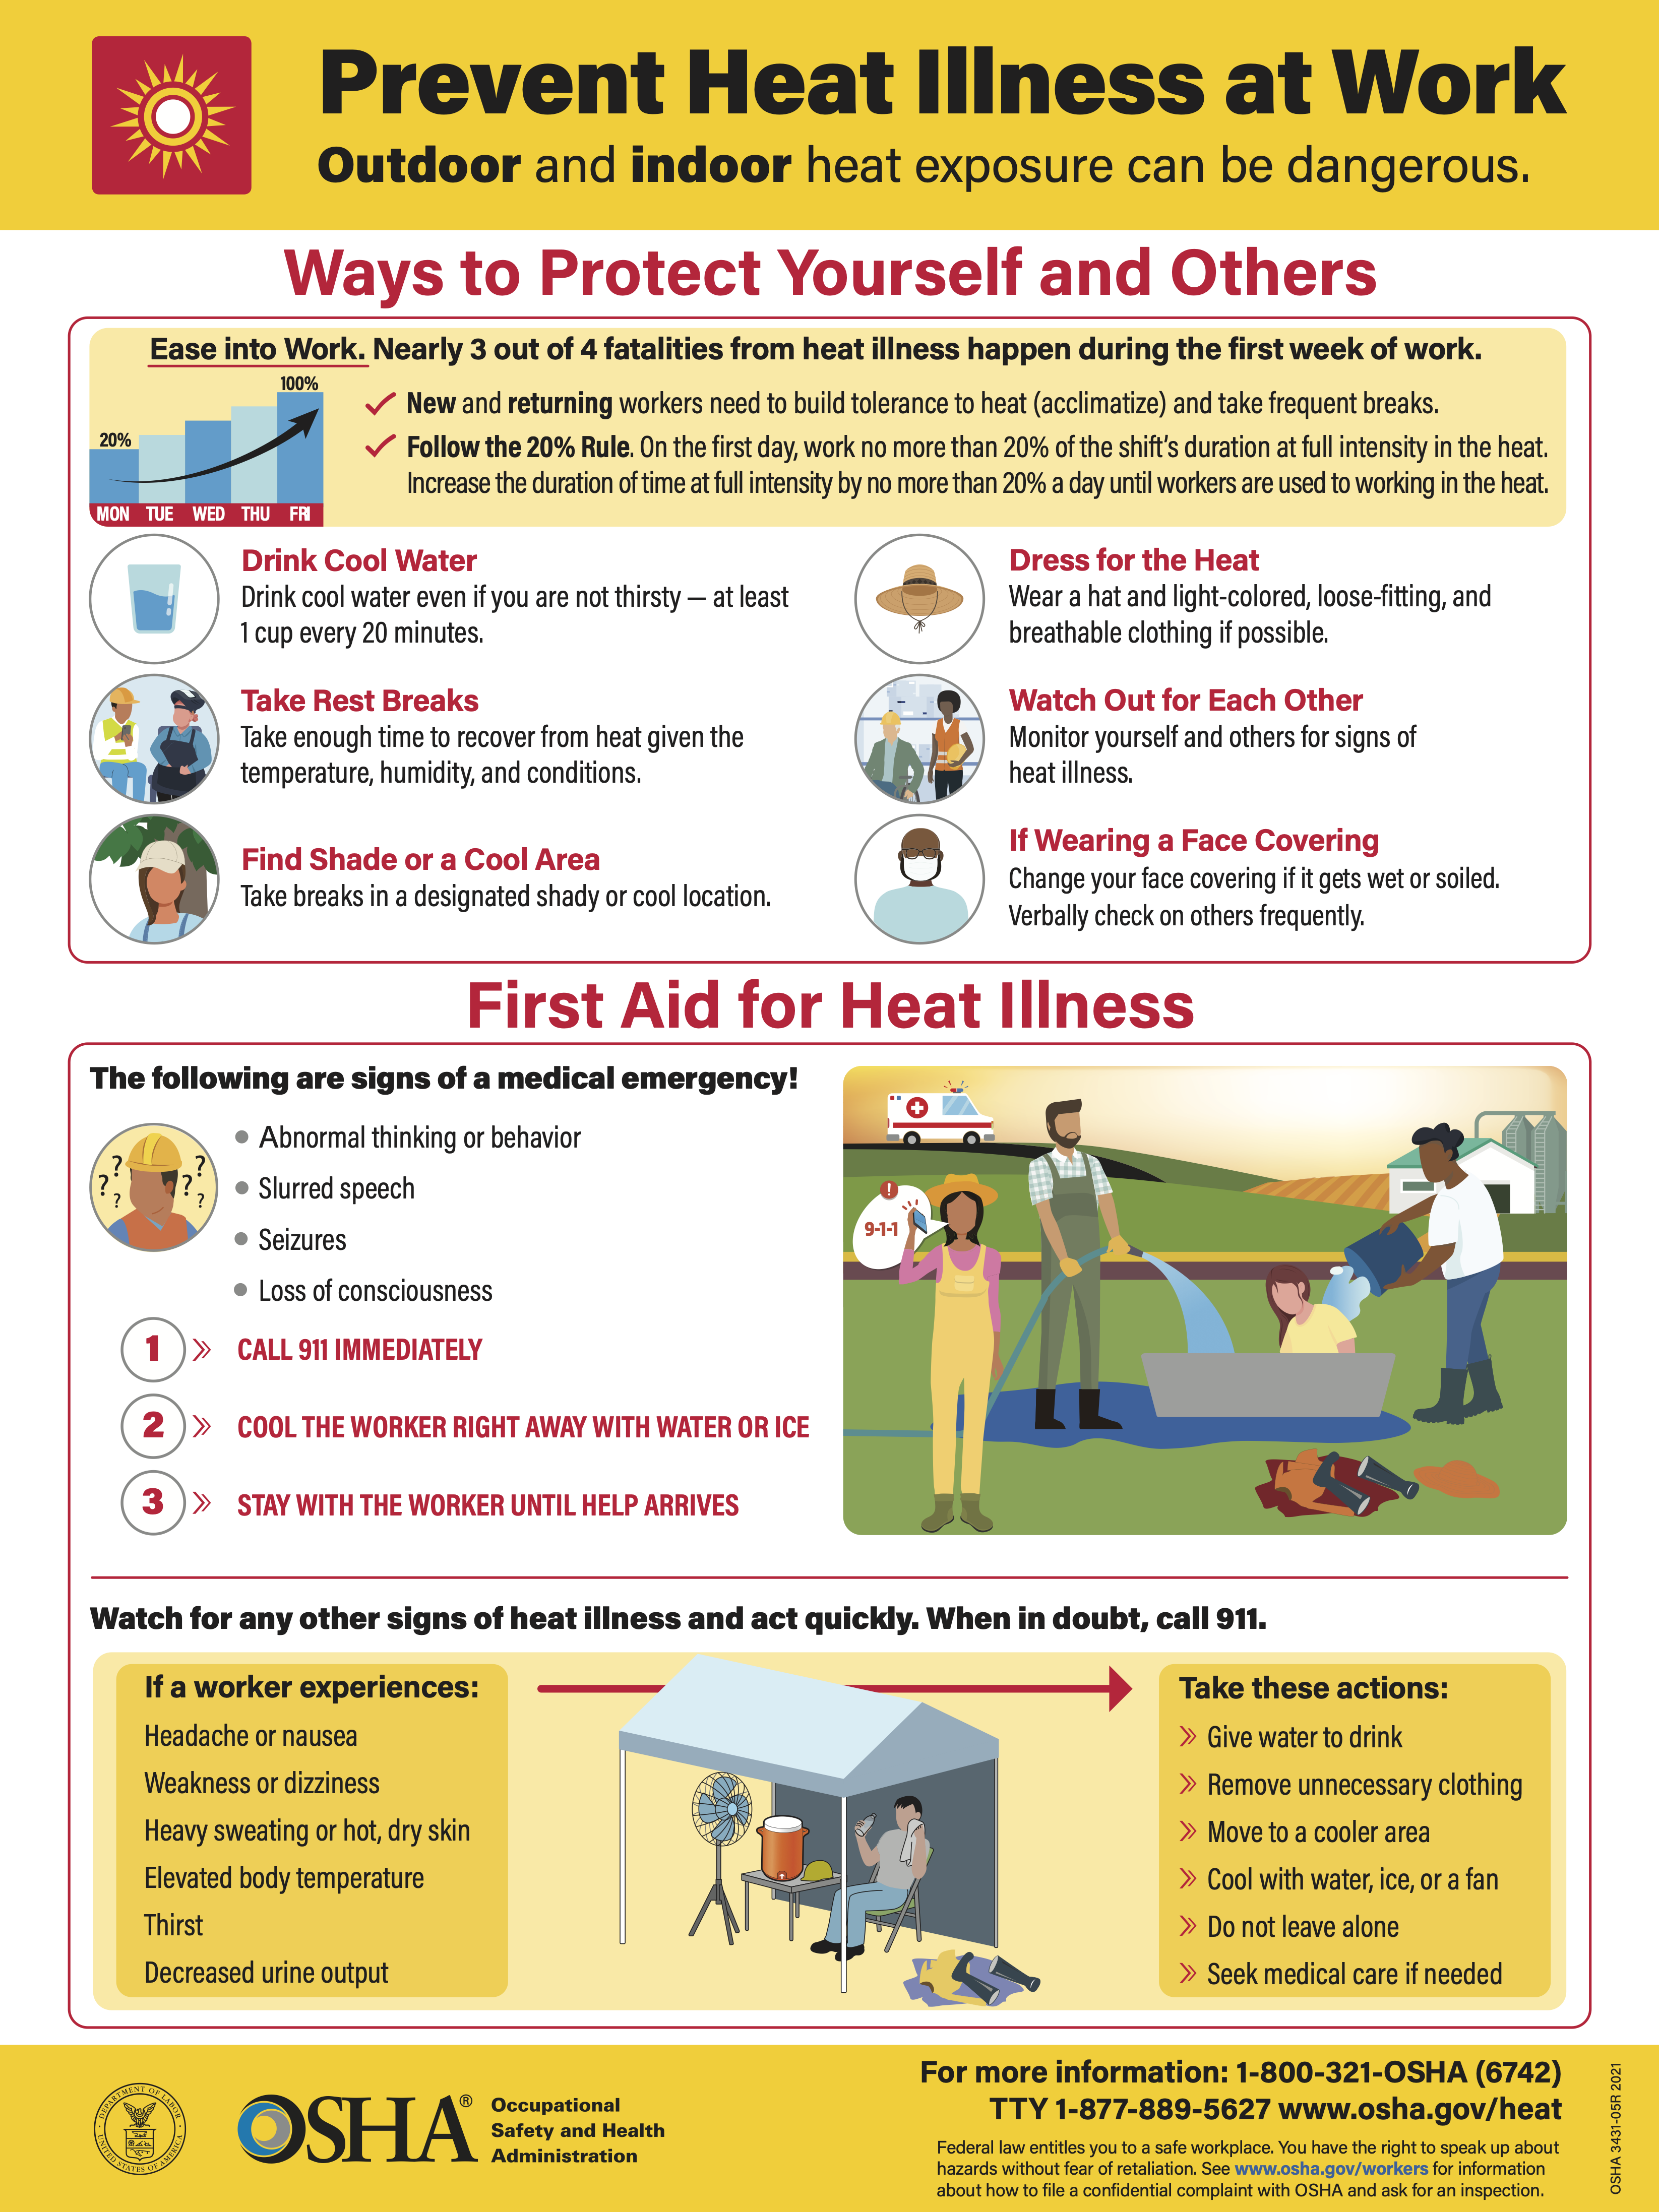 Prevent Heat Illness at Work
Outdoor and indoor heat exposure can be dangerous.
Ways to Protect Yourself and Others
Ease into Work. Nearly 3 out of 4 fatalities from heat illness happen during the first week of work.
100%
20%
MON TUE WED THU FRI
New and returning workers need to build tolerance to heat (acclimatize) and take frequent breaks.
Follow the 20% Rule. On the first day, work no more than 20% of the shift's duration at full intensity in the heat.
Increase the duration of time at full intensity by no more than 20% a day until workers are used to working in the heat.
Drink Cool Water
Drink cool water even if you are not thirsty — at least
1 cup every 20 minutes.
Take Rest Breaks
Take enough time to recover from heat given the
temperature, humidity, and conditions.
Find Shade or a Cool Area
Take breaks in a designated shady or cool location.
Dress for the Heat
Wear a hat and light-colored, loose-fitting, and
breathable clothing if possible.
Watch Out for Each Other
Monitor yourself and others for signs of
heat illness.
If Wearing a Face Covering
Change your face covering if it gets wet or soiled.
Verbally check on others frequently.
First Aid for Heat Illness
The following are signs of a medical emergency!
? ? ? ? ? ?
Abnormal thinking or behavior
Slurred speech
Seizures
Loss of consciousness
1 CALL 911 IMMEDIATELY
2 COOL THE WORKER RIGHT AWAY WITH WATER OR ICE
3 STAY WITH THE WORKER UNTIL HELP ARRIVES
!
9-1-1
Watch for any other signs of heat illness and act quickly. When in doubt, call 911.
If a worker experiences:
Headache or nausea
Weakness or dizziness
Heavy sweating or hot, dry skin
Elevated body temperature
Thirst
Decreased urine output
Take these actions:
Give water to drink
Remove unnecessary clothing
Move to a cooler area
Cool with water, ice, or a fan
Do not leave alone
Seek medical care if needed
DEPARTMENT OF LABOR
UNITED STATES OF AMERICA
OSHA®
Occupational
Safety and Health
Administration
For more information: 1-800-321-OSHA (6742)
TTY 1-877-889-5627 www.osha.gov/heat
Federal law entitles you to a safe workplace. You have the right to speak up about
hazards without fear of retaliation. See www.osha.gov/workers for information
about how to file a confidential complaint with OSHA and ask for an inspection.
OSHA 3431-05R 2021